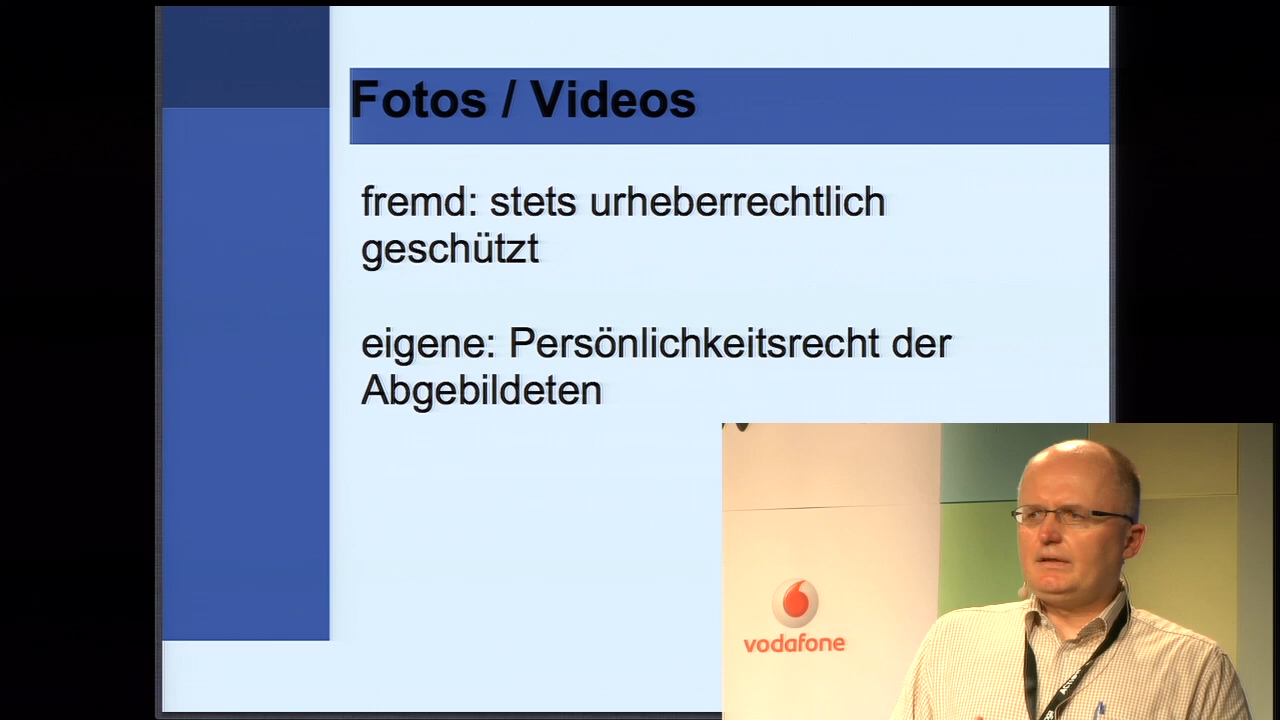 Fotos / Videos
fremd: stets urheberrechtlich
geschützt
eigene: Persönlichkeitsrecht der
Abgebildeten
vodafone